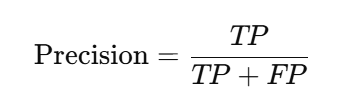 Precision = TP / TP + FP